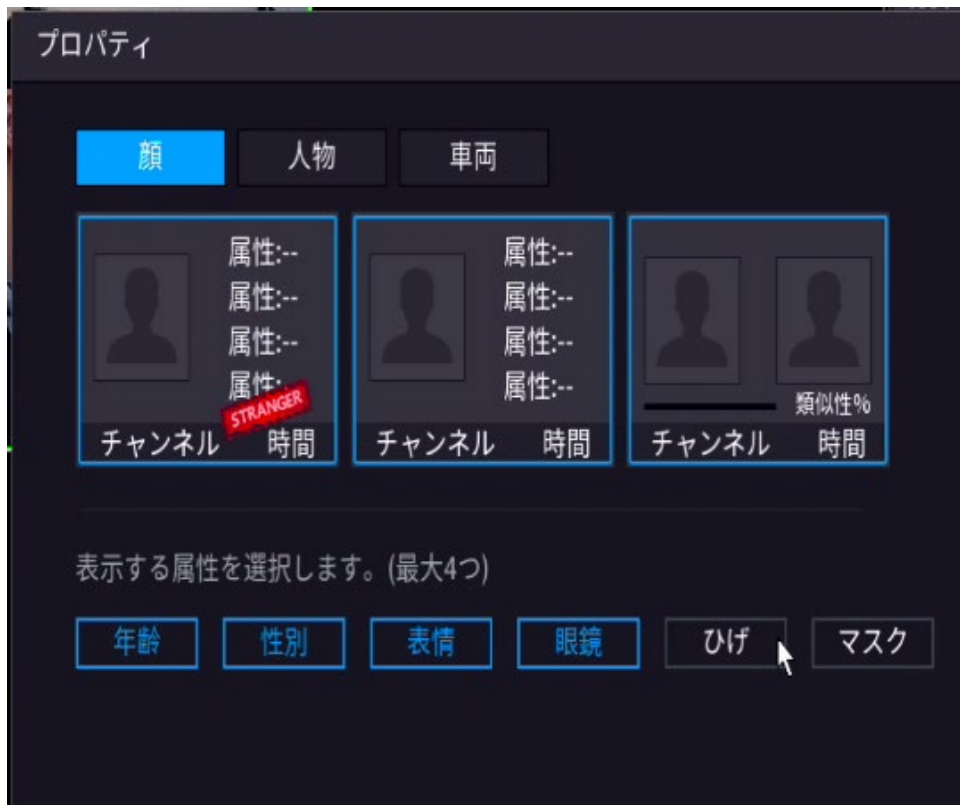 プロパティ
顔 人物 車両
属性:-- 属性:--
属性:-- 属性:--
属性:-- 属性:--
属性:- 属性:--
STRANGER
類似性%
チャンネル 時間 チャンネル 時間 チャンネル 時間
表示する属性を選択します。(最大4つ)
年齢 性別 表情 眼鏡 ひげ マスク